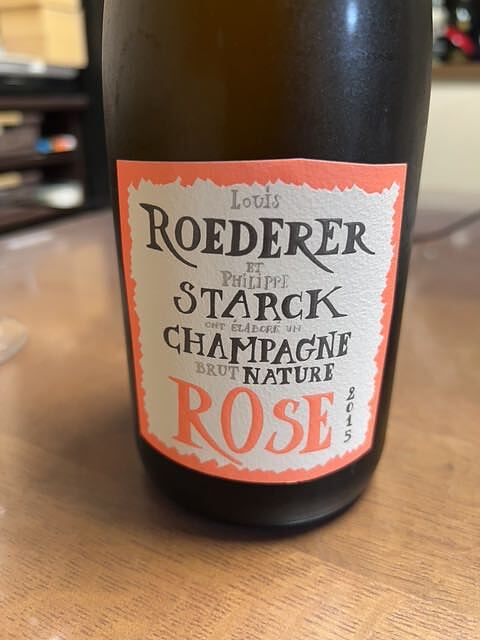 Louis
ROEDERER
ET
PHILIPPE
STARCK
ONT ÉLABORÉ UN
CHAMPAGNE
BRUT NATURE
ROSE
2015